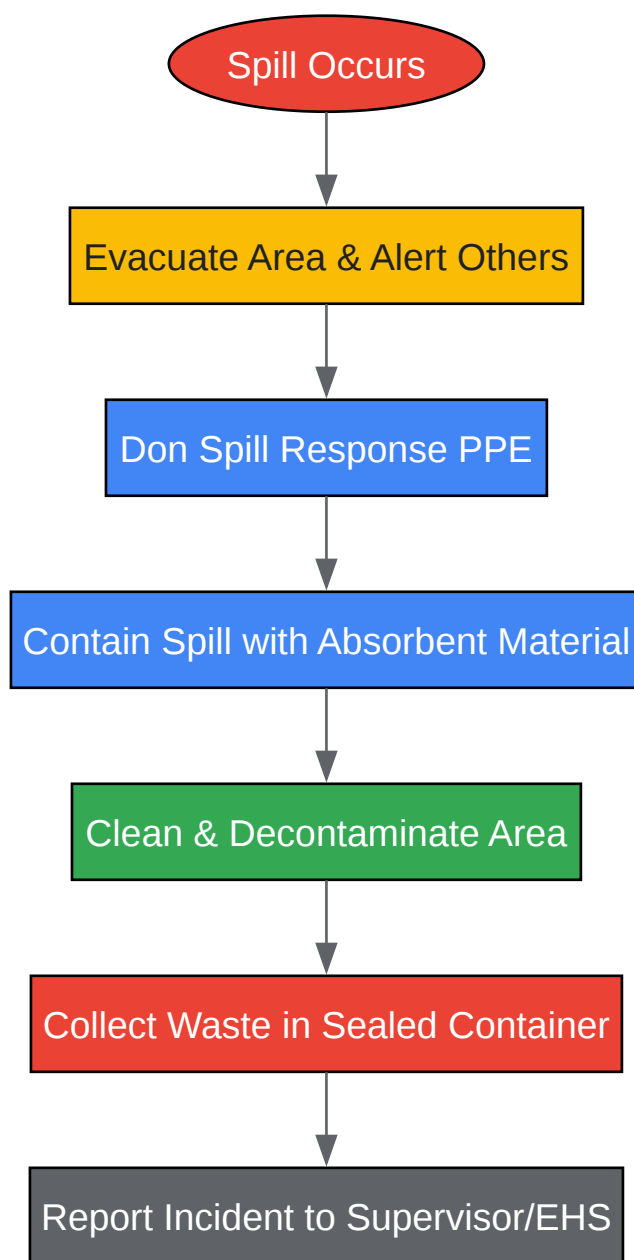 Spill Occurs
Evacuate Area & Alert Others
Don Spill Response PPE
Contain Spill with Absorbent Material
Clean & Decontaminate Area
Collect Waste in Sealed Container
Report Incident to Supervisor/EHS